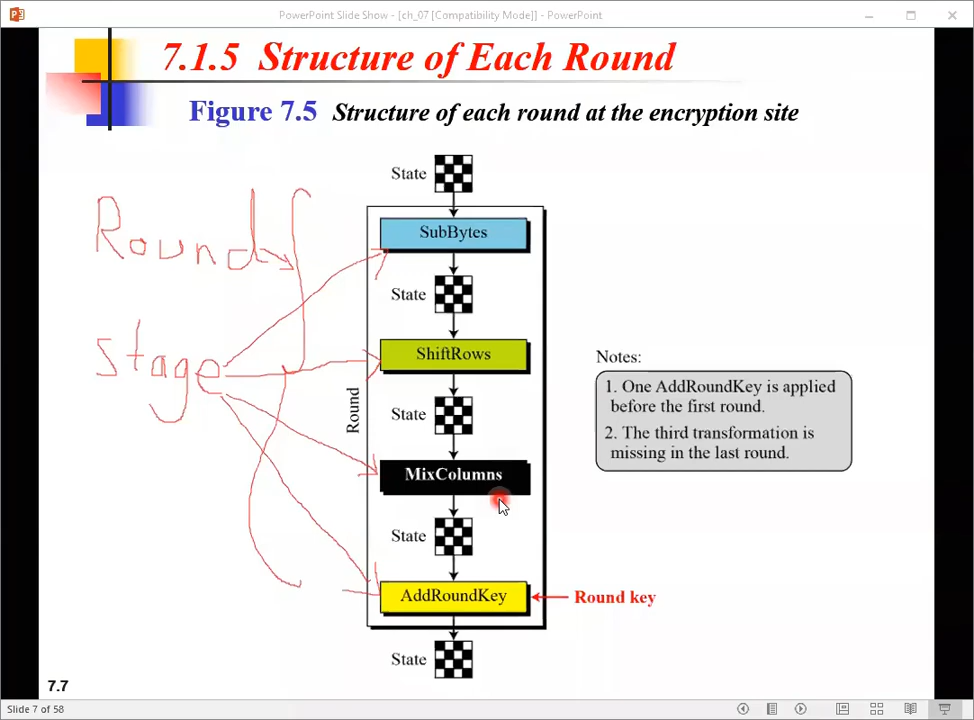 PowerPoint Slide Show - [ch_07 [Compatibility Mode]] - PowerPoint
7.1.5 Structure of Each Round
Figure 7.5 Structure of each round at the encryption site
State
Round
SubBytes
State
stage
ShiftRows
Notes:
1. One AddRoundKey is applied
before the first round.
2. The third transformation is
missing in the last round.
State
Round
MixColumns
State
AddRoundKey
Round key
State
7.7
Slide 7 of 58